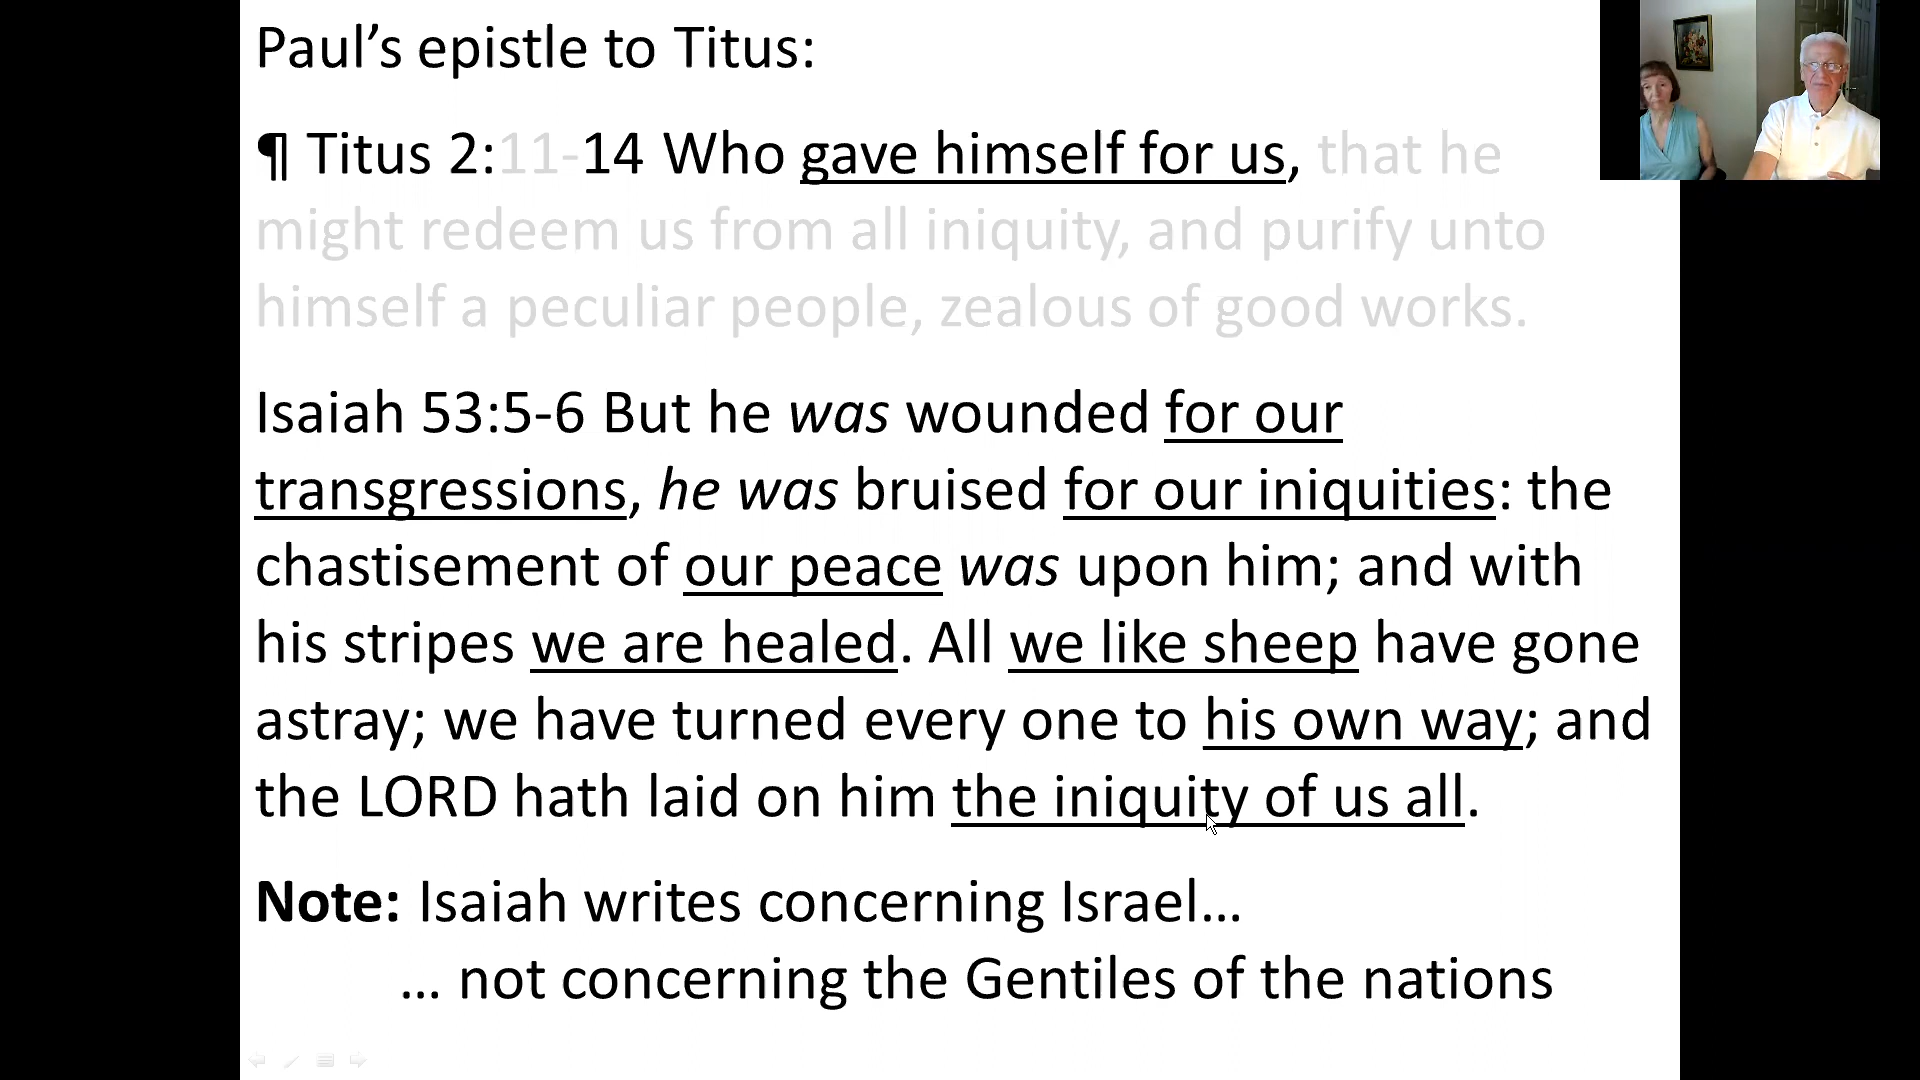 Paul’s epistle to Titus:
¶ Titus 2:11-14 Who gave himself for us, that he
might redeem us from all iniquity, and purify unto
himself a peculiar people, zealous of good works.
Isaiah 53:5-6 But he was wounded for our
transgressions, he was bruised for our iniquities: the
chastisement of our peace was upon him; and with
his stripes we are healed. All we like sheep have gone
astray; we have turned every one to his own way; and
the LORD hath laid on him the iniquity of us all.
Note: Isaiah writes concerning Israel…
… not concerning the Gentiles of the nations